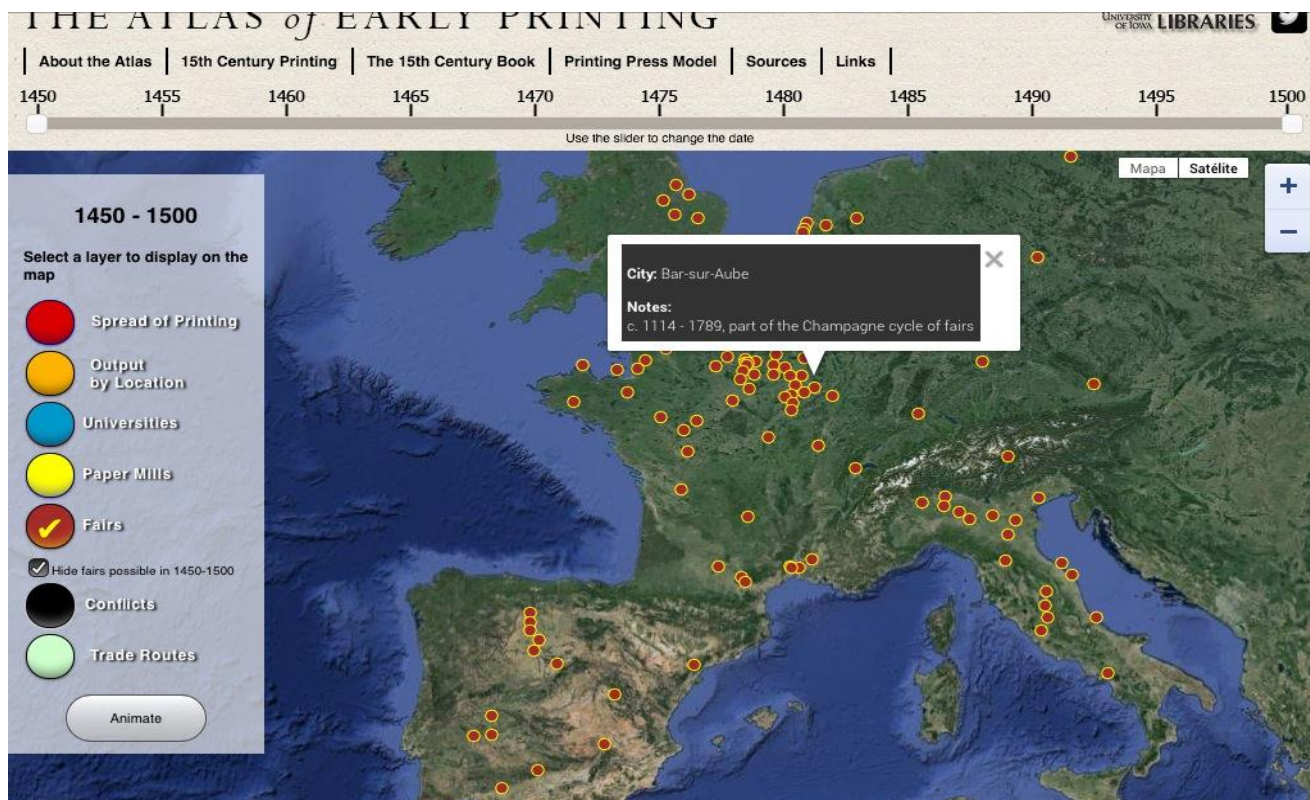 THE ATLAS of EARLY PRINTING
UNIVERSITY OF IOWA LIBRARIES
About the Atlas | 15th Century Printing | The 15th Century Book | Printing Press Model | Sources | Links
1450 1455 1460 1465 1470 1475 1480 1485 1490 1495 1500
Use the slider to change the date
Mapa Satélite
+
−
1450 - 1500
Select a layer to display on the
map
Spread of Printing
Output
by Location
Universities
Paper Mills
Fairs
Hide fairs possible in 1450-1500
Conflicts
Trade Routes
Animate
City: Bar-sur-Aube
Notes:
c. 1114 - 1789, part of the Champagne cycle of fairs